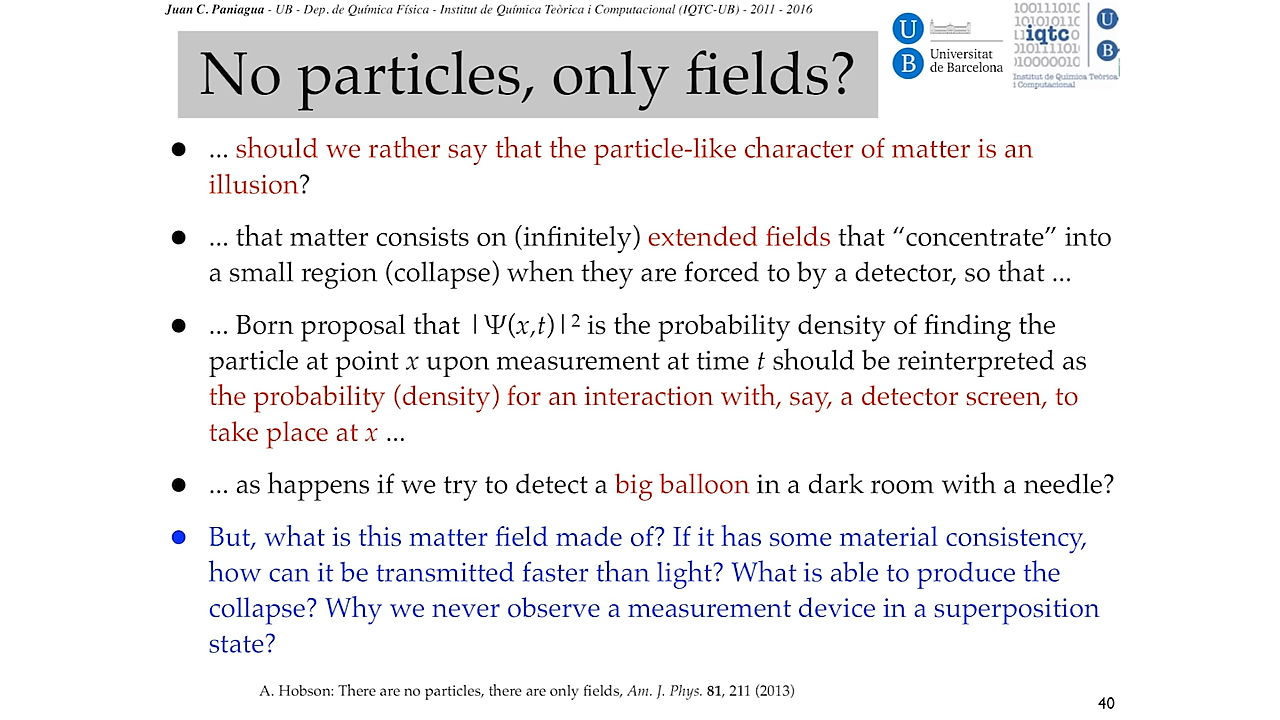 Juan C. Paniagua - UB - Dep. de Química Física - Institut de Química Teòrica i Computacional (IQTC-UB) - 2011 - 2016
U
B
Universitat
de Barcelona
iqtc
U
B
Institut de Química Teòrica
i Computacional
No particles, only fields?
● ... should we rather say that the particle-like character of matter is an
illusion?
● ... that matter consists on (infinitely) extended fields that “concentrate” into
a small region (collapse) when they are forced to by a detector, so that ...
● ... Born proposal that |Ψ(x,t)|² is the probability density of finding the
particle at point x upon measurement at time t should be reinterpreted as
the probability (density) for an interaction with, say, a detector screen, to
take place at x ...
● ... as happens if we try to detect a big balloon in a dark room with a needle?
● But, what is this matter field made of? If it has some material consistency,
how can it be transmitted faster than light? What is able to produce the
collapse? Why we never observe a measurement device in a superposition
state?
A. Hobson: There are no particles, there are only fields, Am. J. Phys. 81, 211 (2013)
40